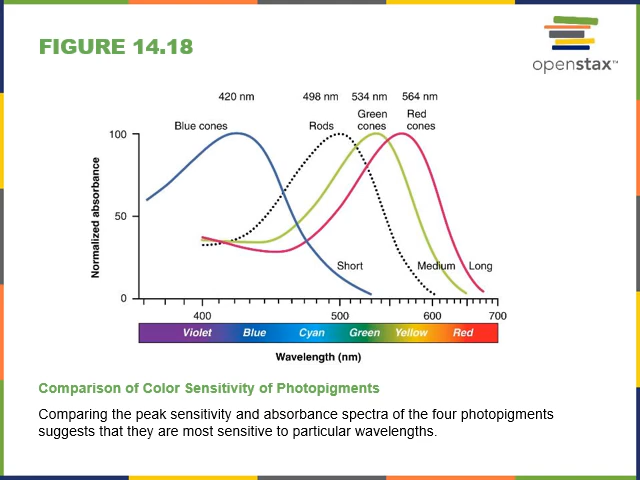 FIGURE 14.18
openstax™
420 nm 498 nm 534 nm 564 nm
Blue cones Rods Green cones Red cones
100
50
0
Normalized absorbance
Short Medium Long
400 500 600 700
Violet Blue Cyan Green Yellow Red
Wavelength (nm)
Comparison of Color Sensitivity of Photopigments
Comparing the peak sensitivity and absorbance spectra of the four photopigments
suggests that they are most sensitive to particular wavelengths.